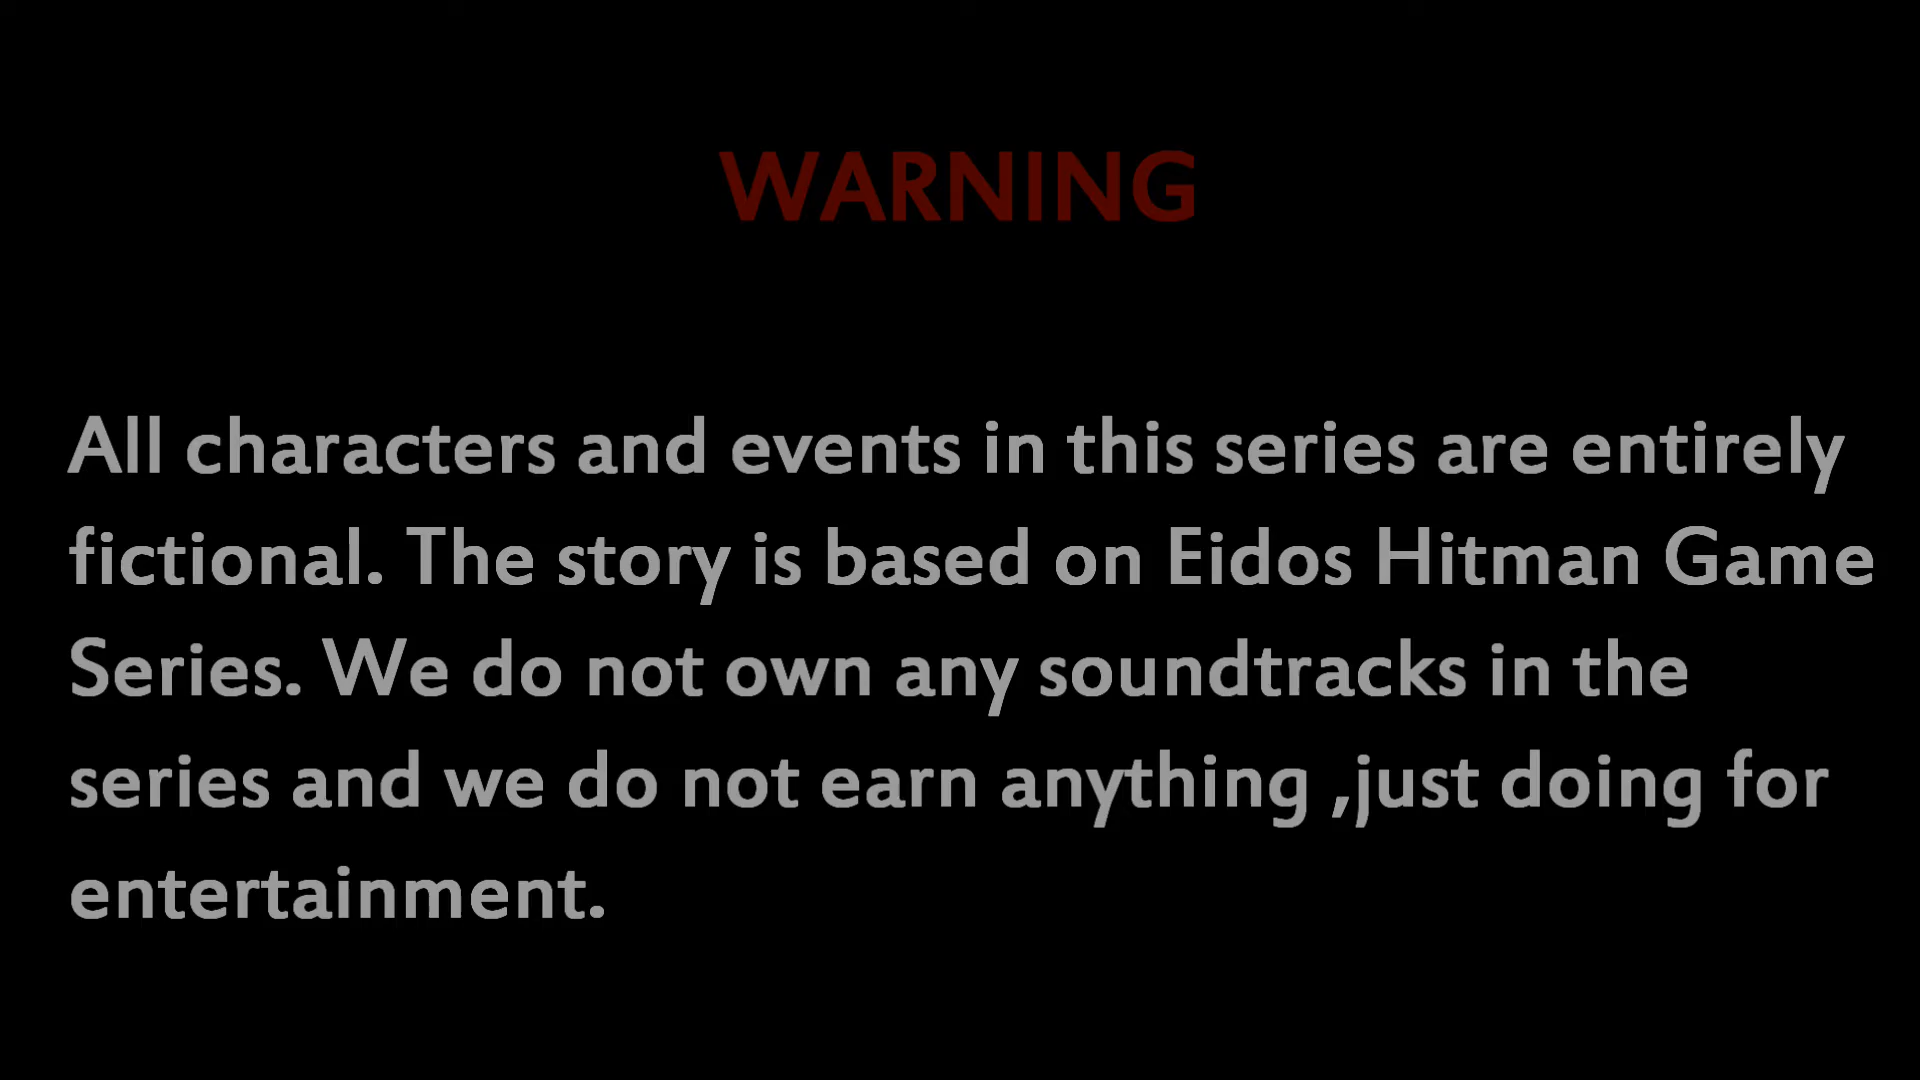 WARNING
All characters and events in this series are entirely
fictional. The story is based on Eidos Hitman Game
Series. We do not own any soundtracks in the
series and we do not earn anything ,just doing for
entertainment.